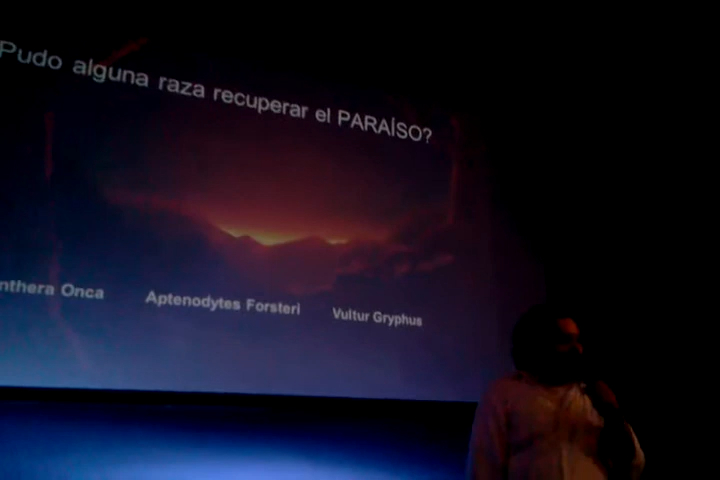 Pudo alguna raza recuperar el PARAÍSO?
nthera Onca
Aptenodytes Forsteri
Vultur Gryphus